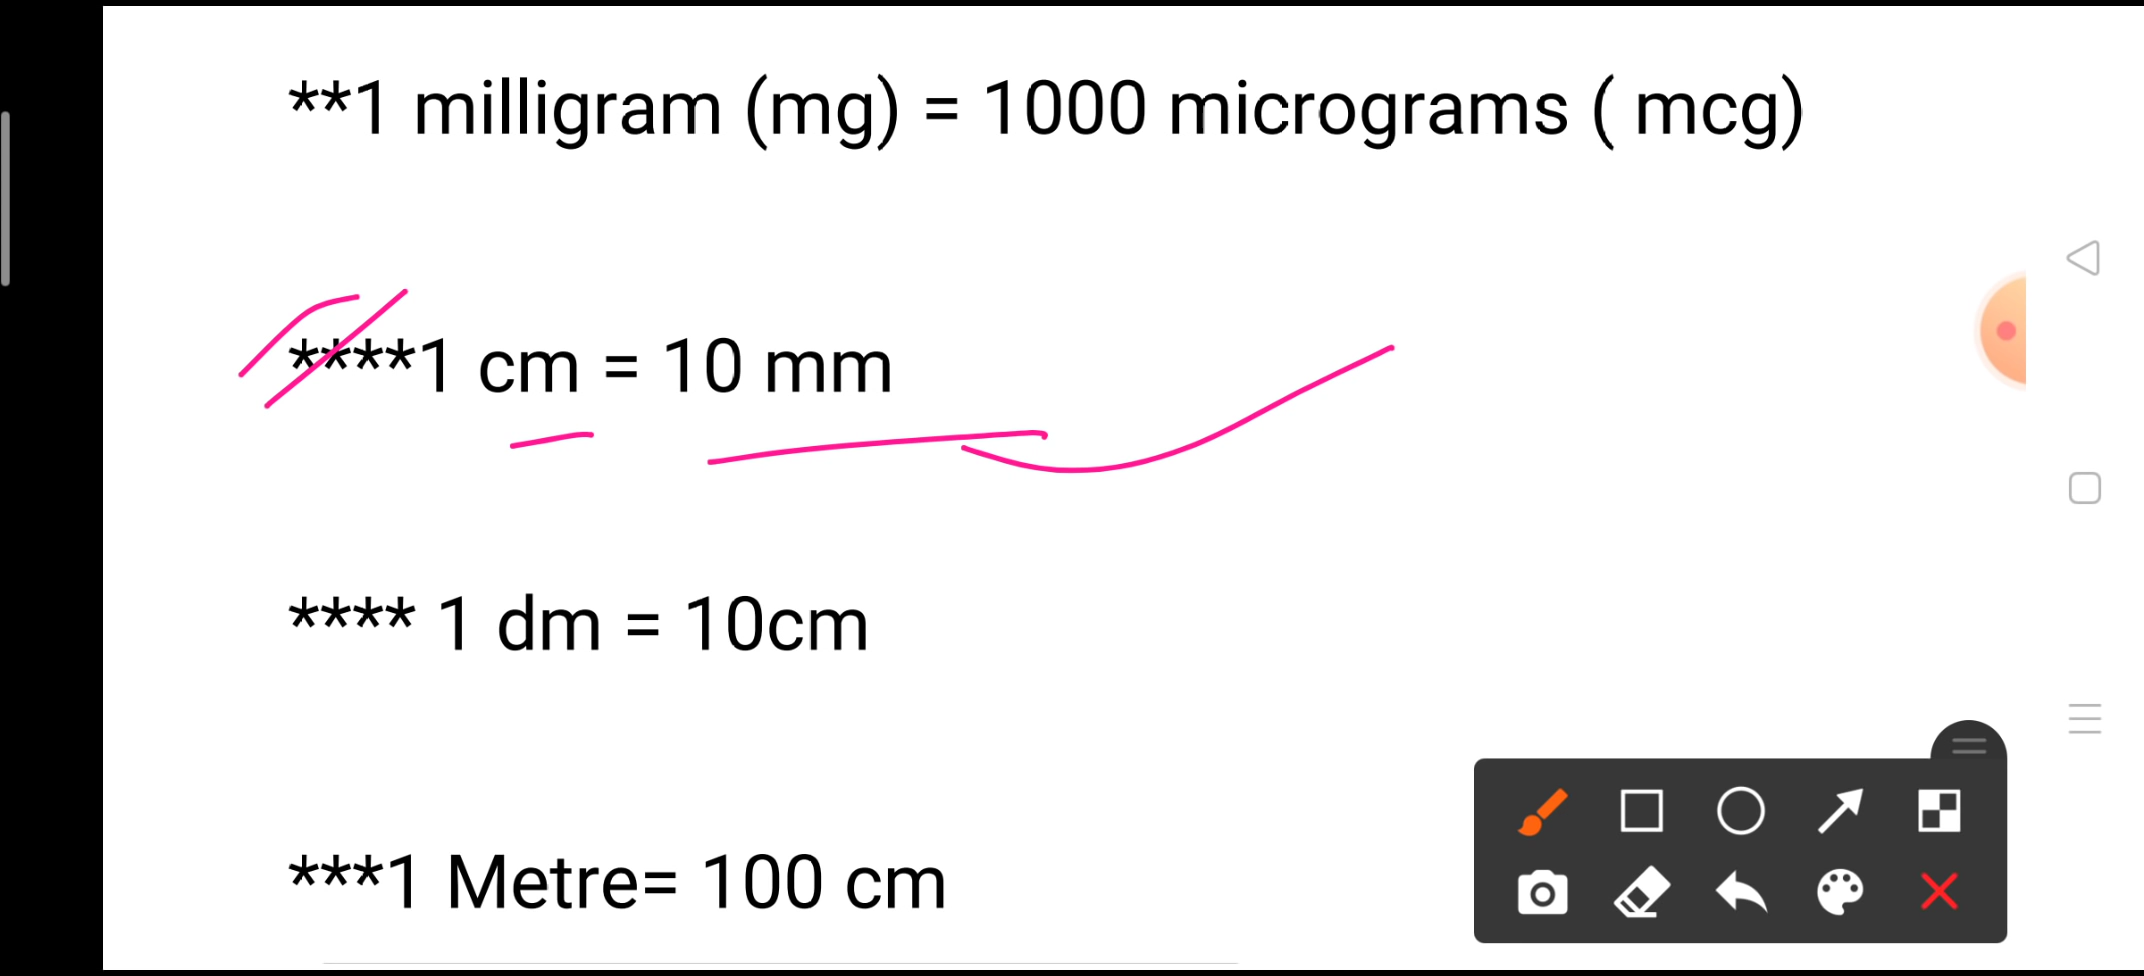 **1 milligram (mg) = 1000 micrograms ( mcg)
****1 cm = 10 mm
**** 1 dm = 10cm
***1 Metre= 100 cm